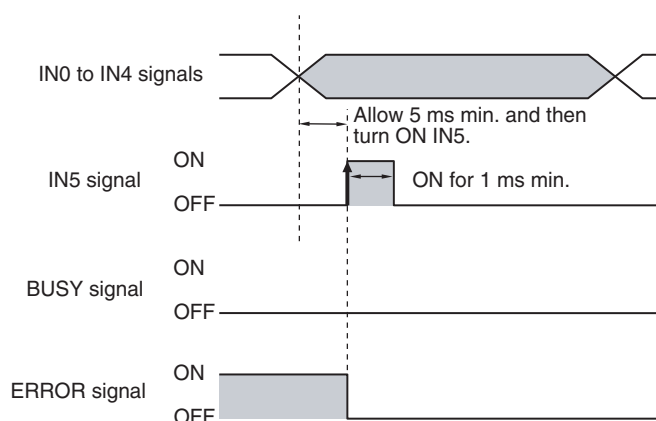 IN0 to IN4 signals
Allow 5 ms min. and then
turn ON IN5.
ON
IN5 signal
ON for 1 ms min.
OFF
ON
BUSY signal
OFF
ON
ERROR signal
OFF